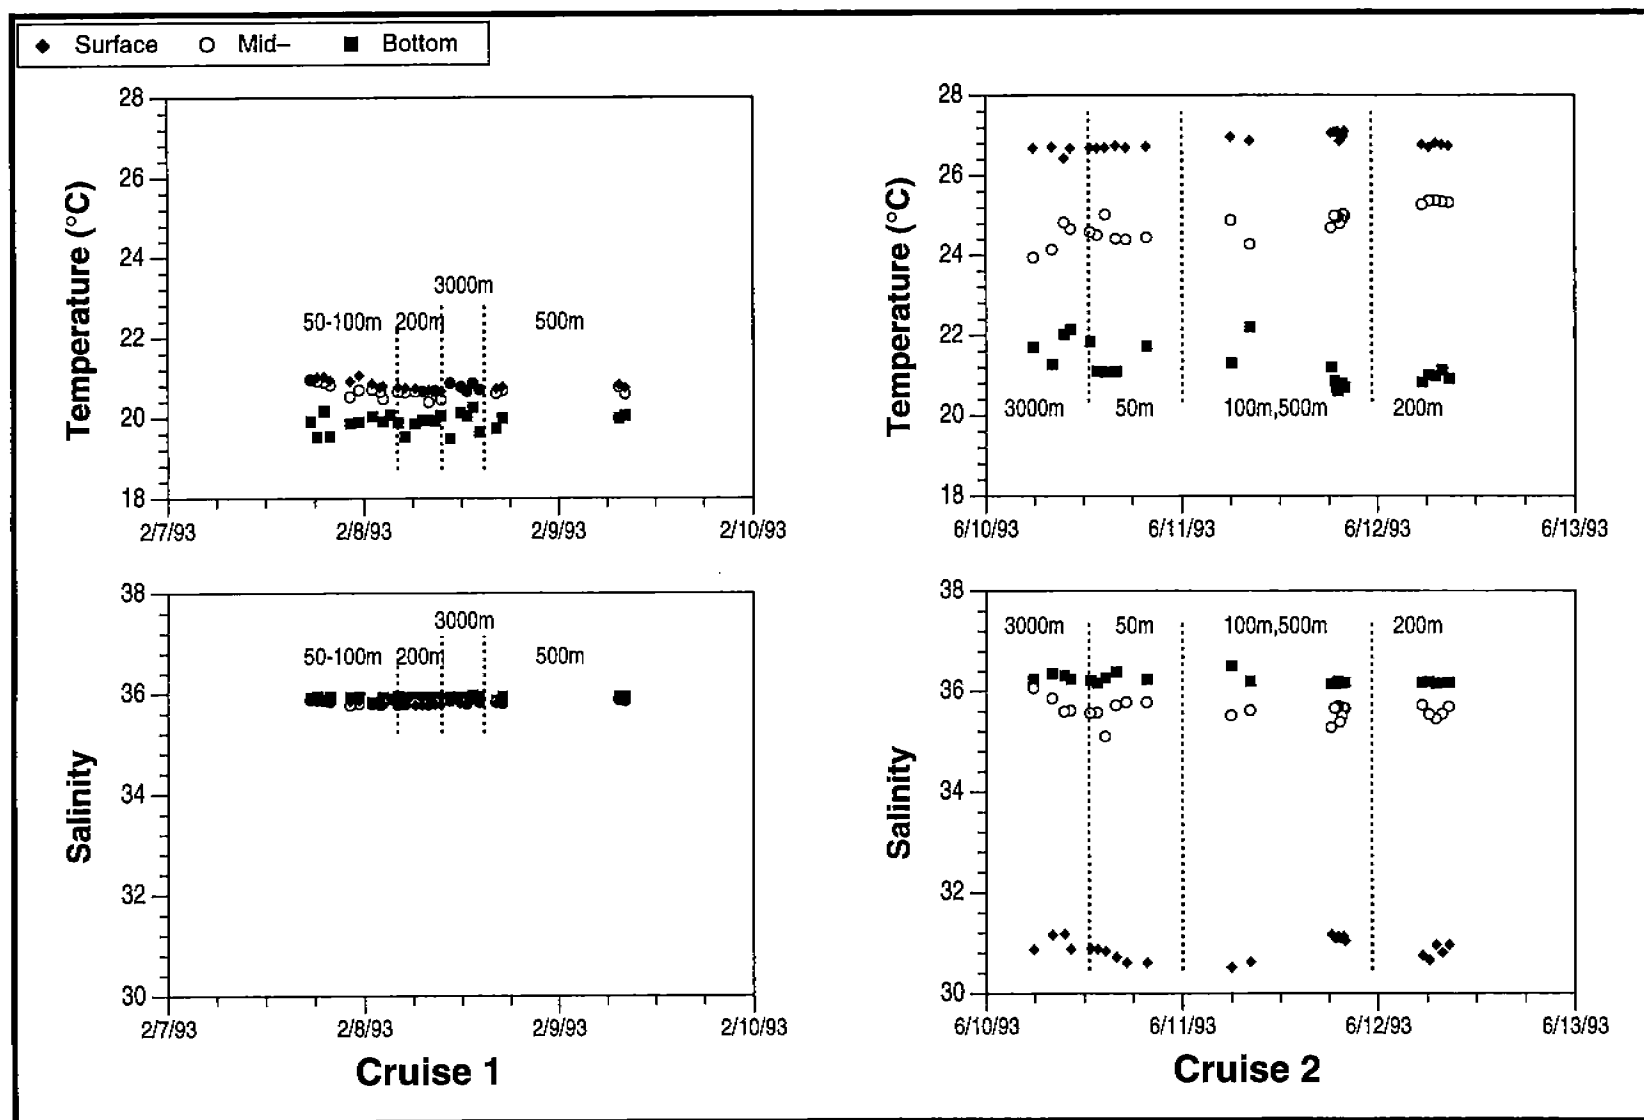 Surface Mid– Bottom
28
26
24
22
20
18
Temperature (°C)
3000m
50-100m 200m 500m
2/7/93 2/8/93 2/9/93 2/10/93
28
26
24
22
20
18
Temperature (°C)
3000m 50m 100m,500m 200m
6/10/93 6/11/93 6/12/93 6/13/93
38
36
34
32
30
Salinity
3000m
50-100m 200m 500m
2/7/93 2/8/93 2/9/93 2/10/93
Cruise 1
38
36
34
32
30
Salinity
3000m 50m 100m,500m 200m
6/10/93 6/11/93 6/12/93 6/13/93
Cruise 2